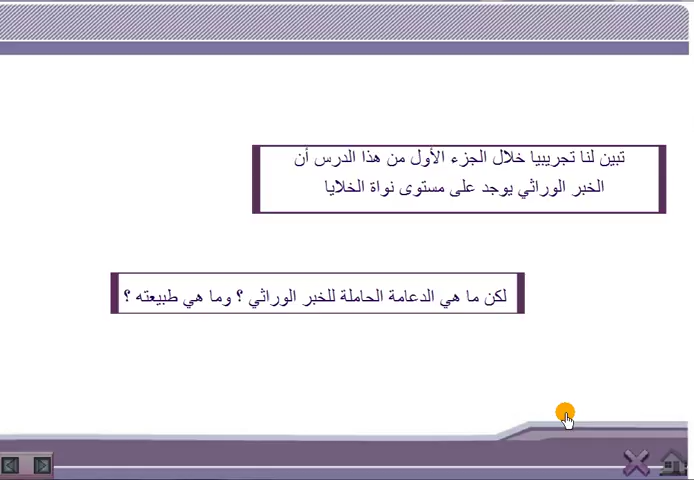 تبين لنا تجريبيا خلال الجزء الأول من هذا الدرس أن
الخبر الوراثي يوجد على مستوى نواة الخلايا
لكن ما هي الدعامة الحاملة للخبر الوراثي ؟ وما هي طبيعته ؟